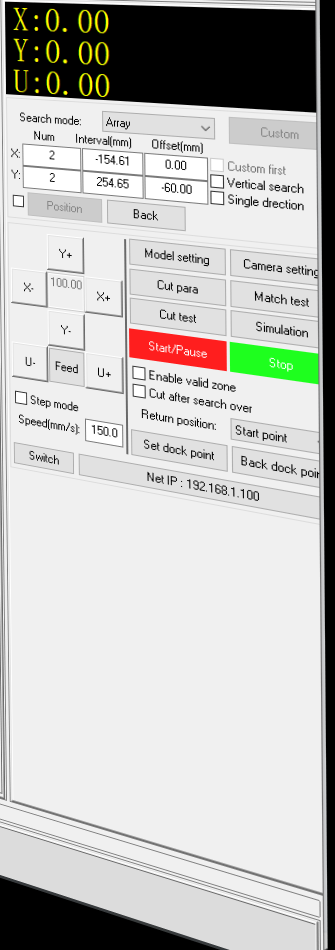 X:0.00
Y:0.00
U:0.00
Search mode: Array Custom
Num Interval(mm) Offset(mm)
X: 2 -154.61 0.00 Custom first
Y: 2 254.65 -60.00 Vertical search
Single direction
Position Back
Y+ Model setting Camera setting
X- 100.00 X+ Cut para Match test
Y- Cut test Simulation
U- Feed U+ Start/Pause Stop
Enable valid zone
Step mode Cut after search over
Speed(mm/s): 150.0 Return position: Start point
Set dock point Back dock poin
Switch Net IP : 192.168.1.100